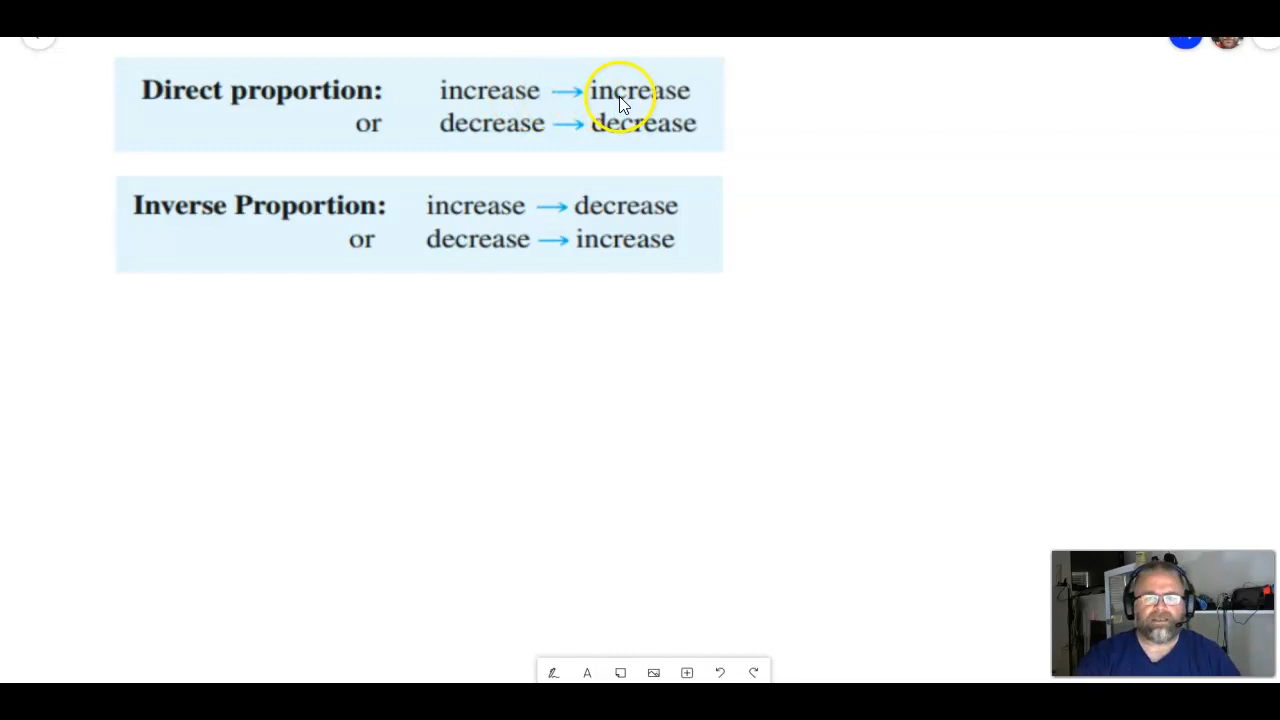 Direct proportion: increase → increase
or decrease → decrease
Inverse Proportion: increase → decrease
or decrease → increase
A